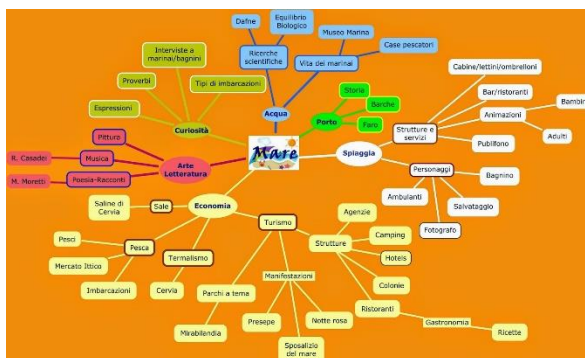 Dafne
Equilibrio
Biologico
Museo Marina
Case pescatori
Interviste a
marinai/bagnini
Ricerche
scientifiche
Vita dei marinai
Proverbi
Tipi di imbarcazioni
Espressioni
Curiosità
Acqua
Storia
Barche
Faro
Porto
Cabine/lettini/ombrelloni
Bar/ristoranti
Animazioni
Bambini
Adulti
Strutture e
servizi
Publifono
Pittura
Musica
R. Casadei
Poesia-Racconti
M. Moretti
Arte
Letteratura
Mare
Spiaggia
Personaggi
Bagnino
Salvataggio
Ambulanti
Fotografo
Saline di
Cervia
Sale
Economia
Pesci
Pesca
Mercato Ittico
Imbarcazioni
Termalismo
Cervia
Turismo
Agenzie
Strutture
Camping
Hotels
Colonie
Ristoranti
Gastronomia
Ricette
Parchi a tema
Mirabilandia
Manifestazioni
Presepe
Notte rosa
Sposalizio
del mare